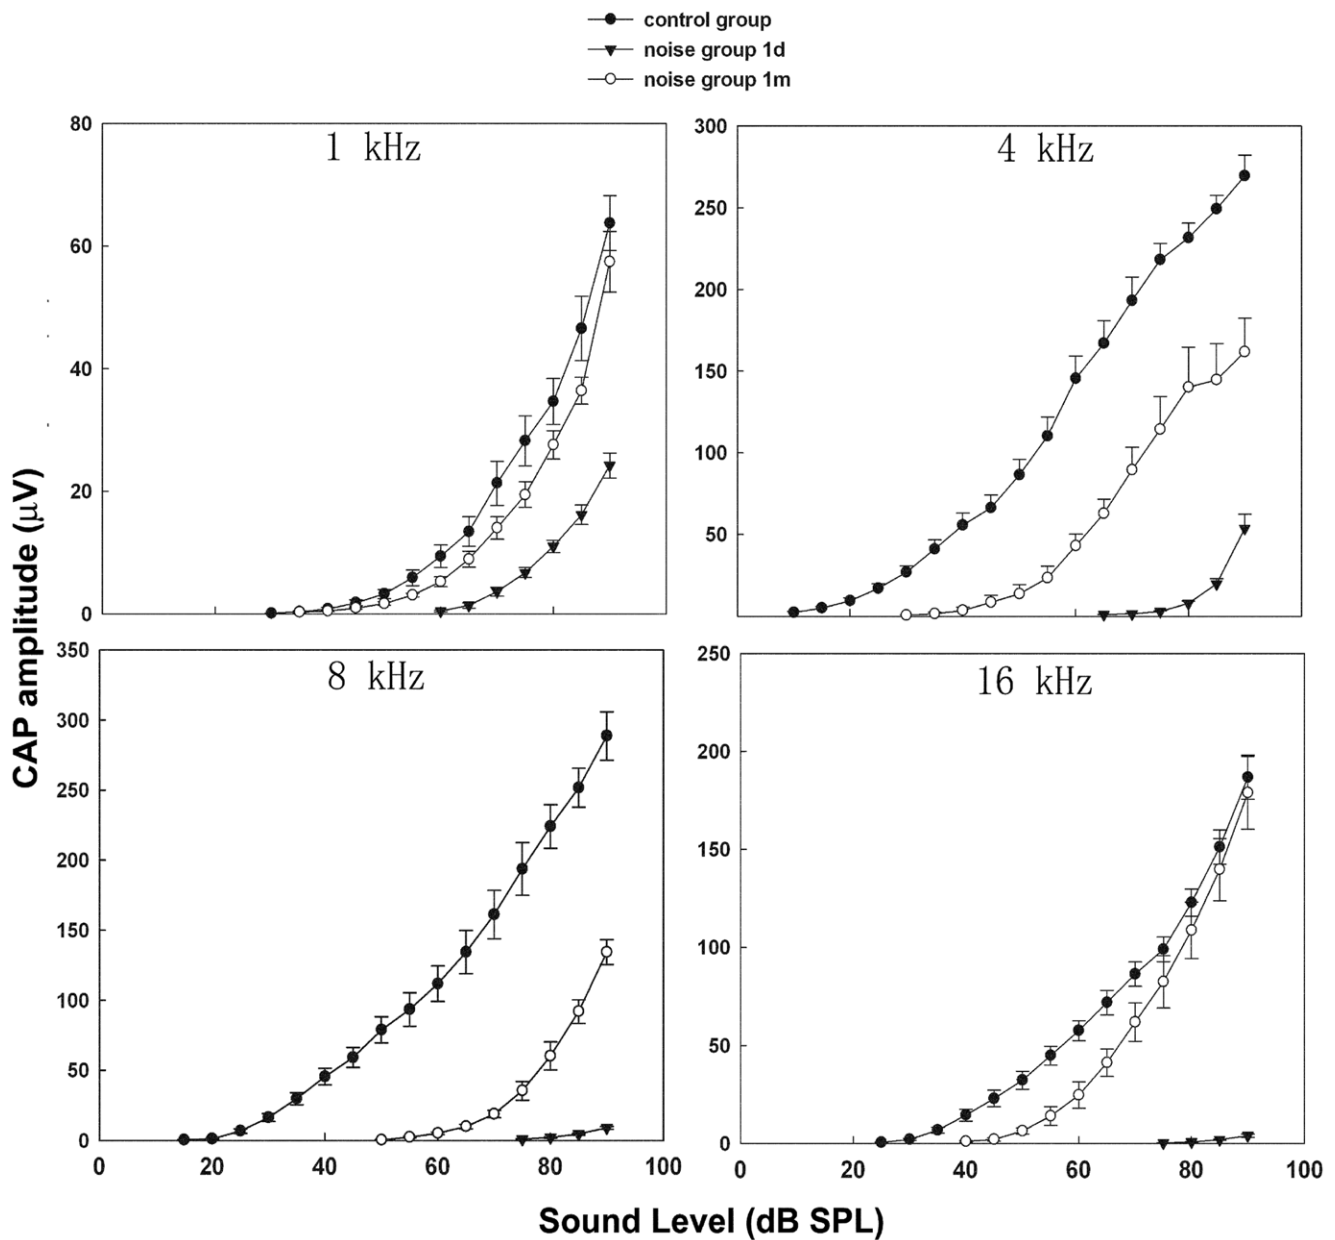 control group
noise group 1d
noise group 1m
80
60
40
20
0
1 kHz
300
250
200
150
100
50
4 kHz
CAP amplitude (μV)
350
300
250
200
150
100
50
0
8 kHz
0 20 40 60 80 100
250
200
150
100
50
0
16 kHz
0 20 40 60 80 100
Sound Level (dB SPL)